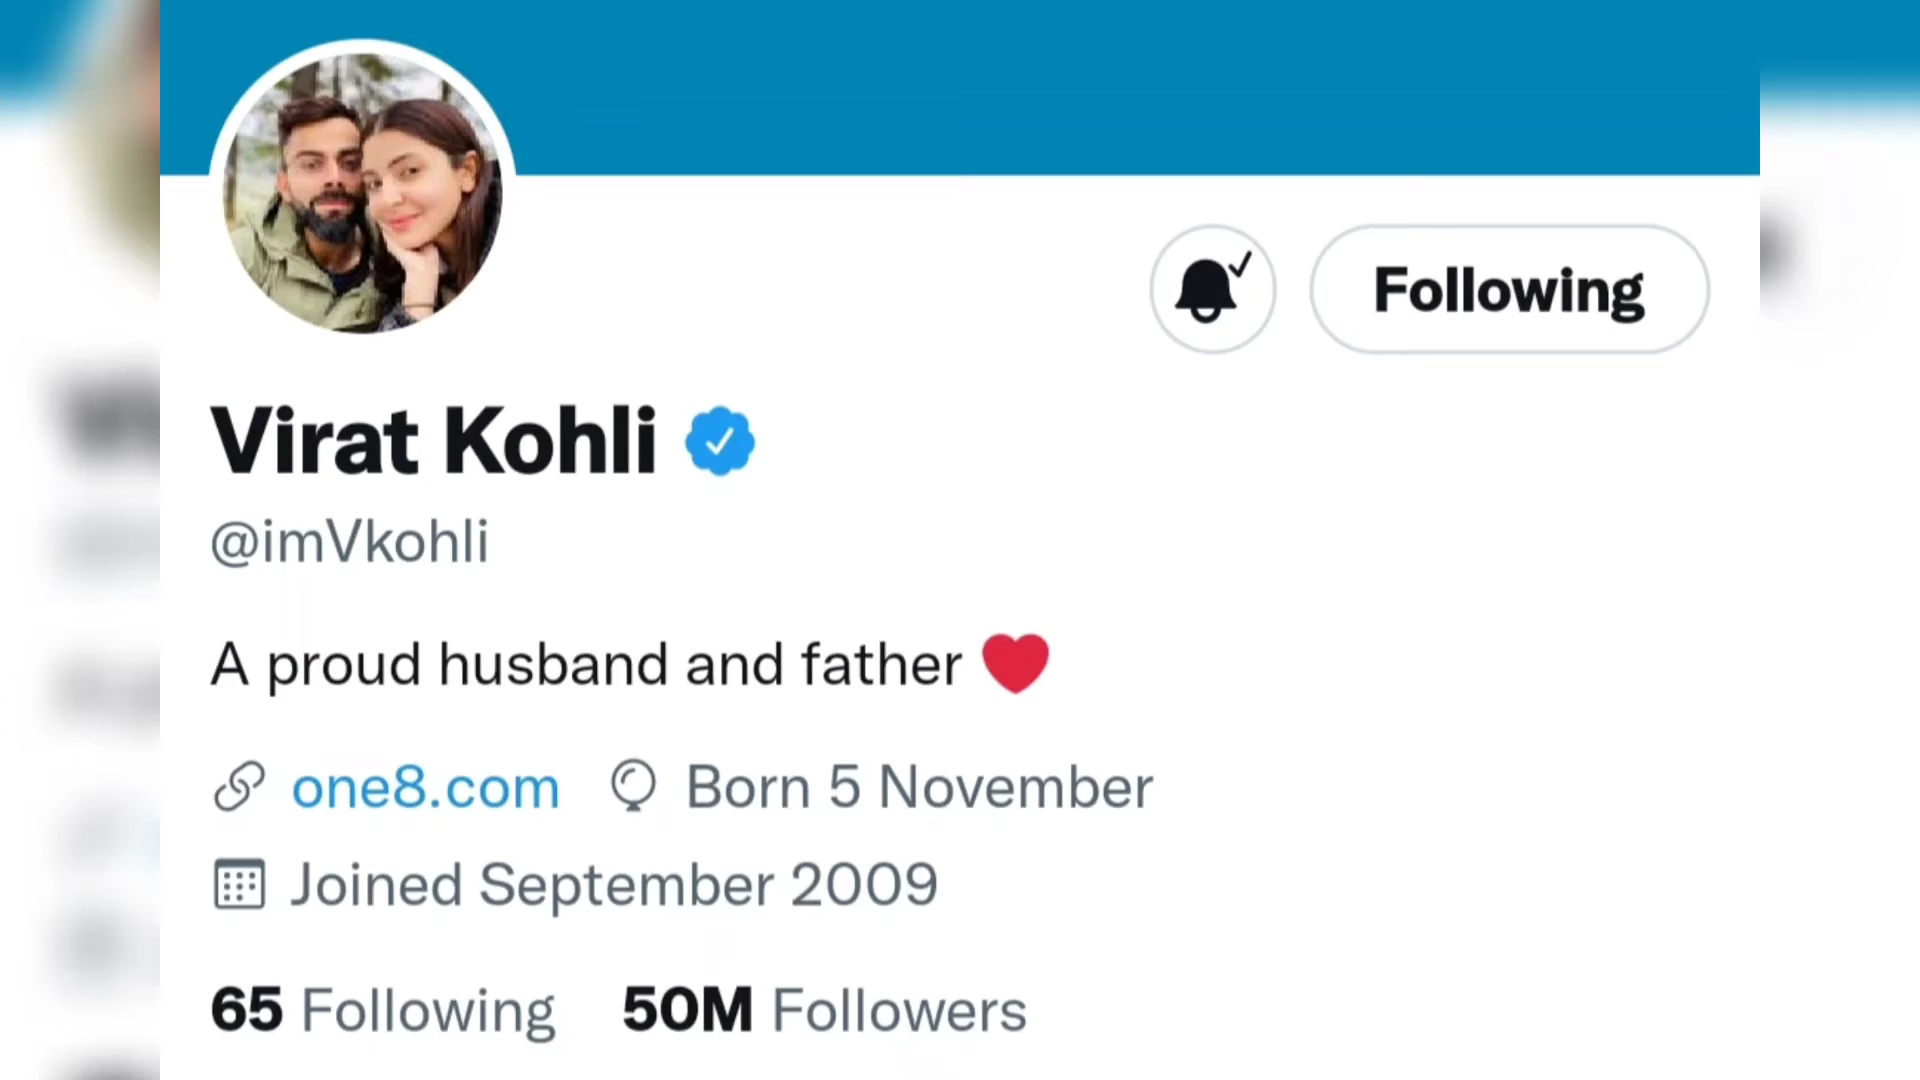 Following
Virat Kohli
@imVkohli
A proud husband and father ❤️
one8.com Born 5 November
Joined September 2009
65 Following 50M Followers